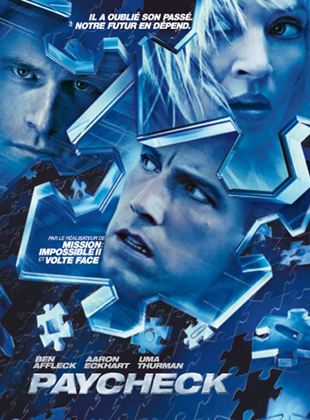 IL A OUBLIÉ SON PASSÉ.
NOTRE FUTUR EN DÉPEND.
PAR LE RÉALISATEUR DE
MISSION:
IMPOSSIBLE II
ET VOLTE FACE
BEN AFFLECK AARON ECKHART UMA THURMAN
PAYCHECK